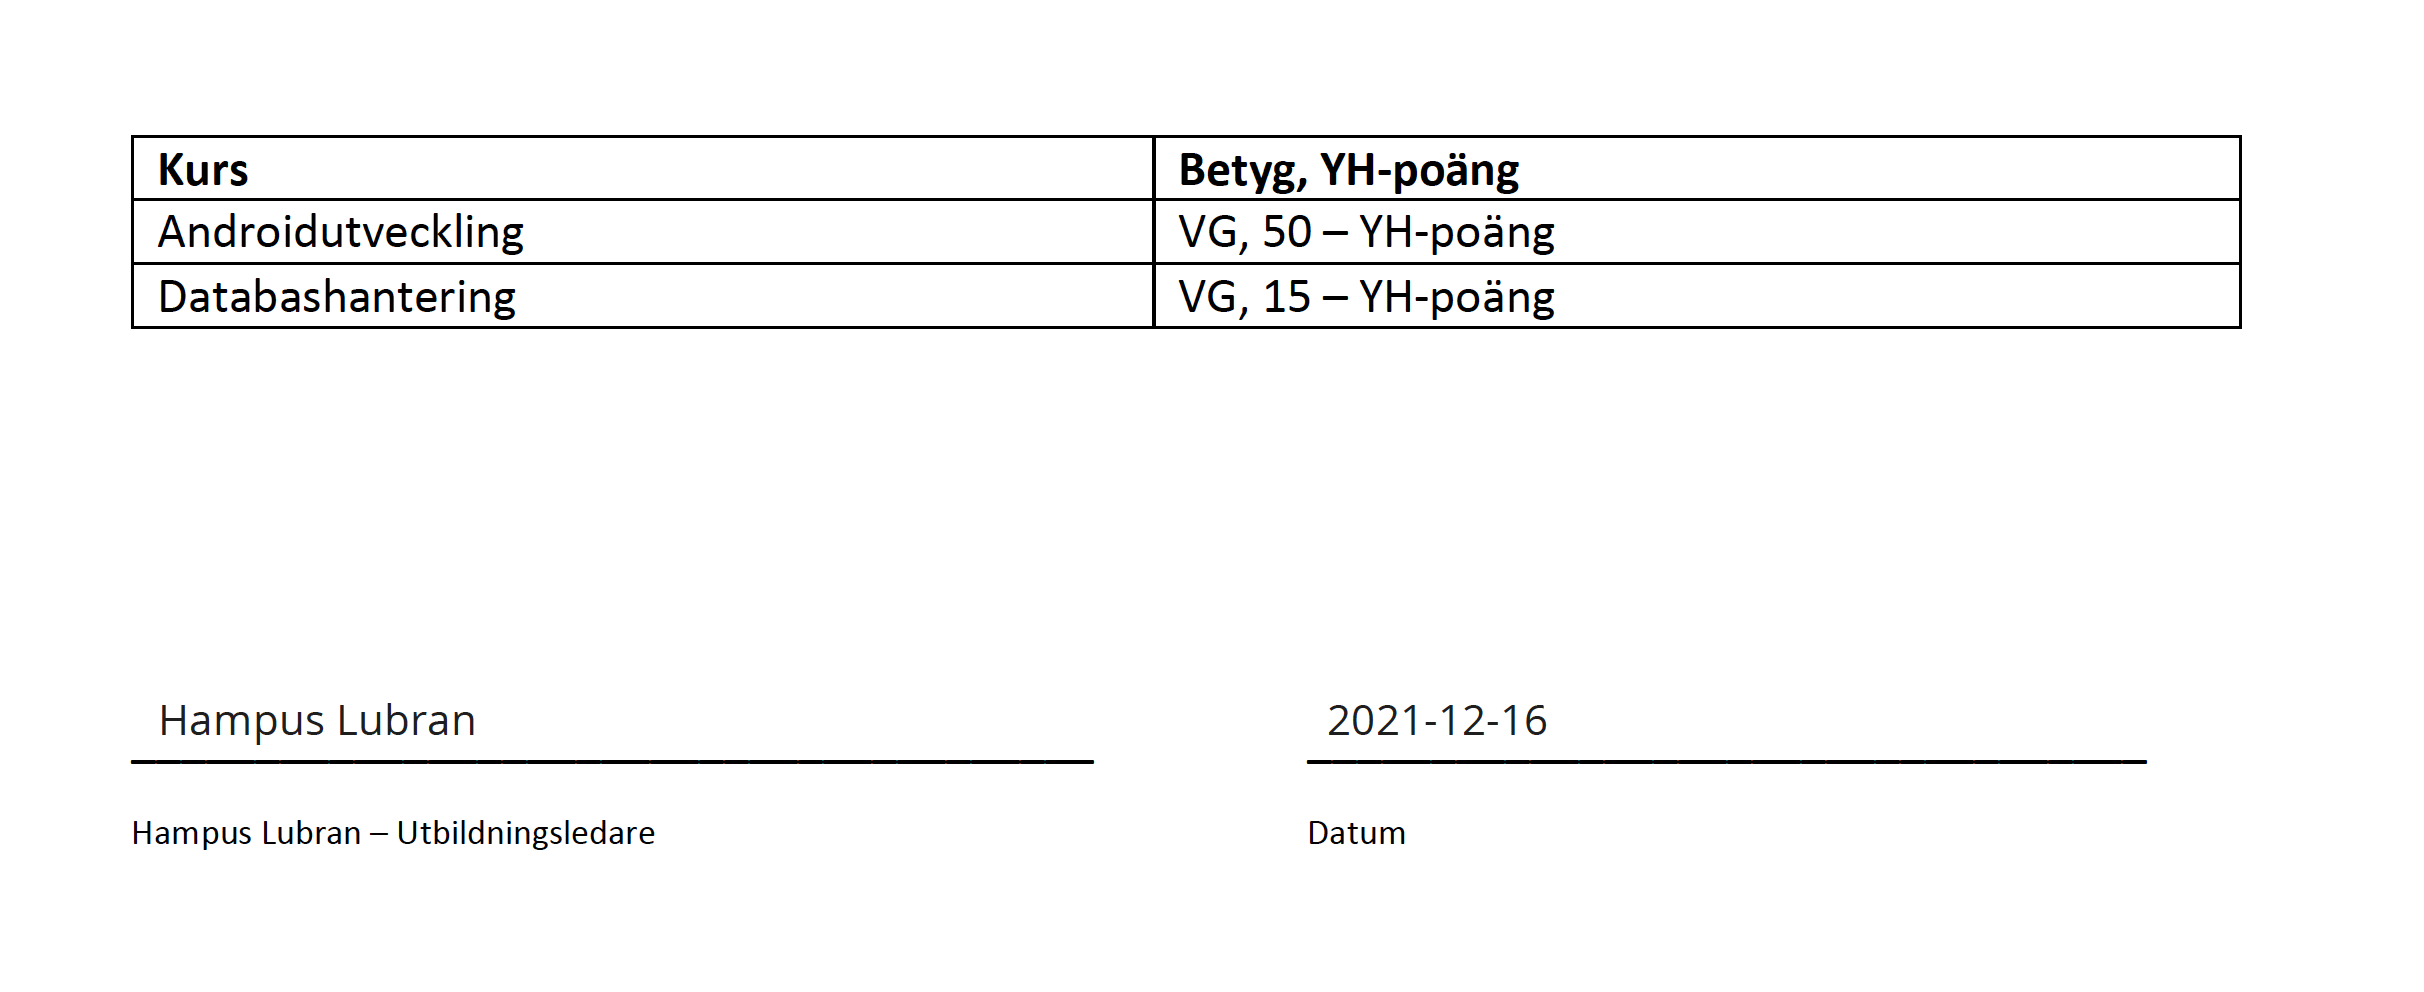 Kurs Betyg, YH-poäng
Androidutveckling VG, 50 – YH-poäng
Databashantering VG, 15 – YH-poäng
Hampus Lubran 2021-12-16
Hampus Lubran – Utbildningsledare Datum